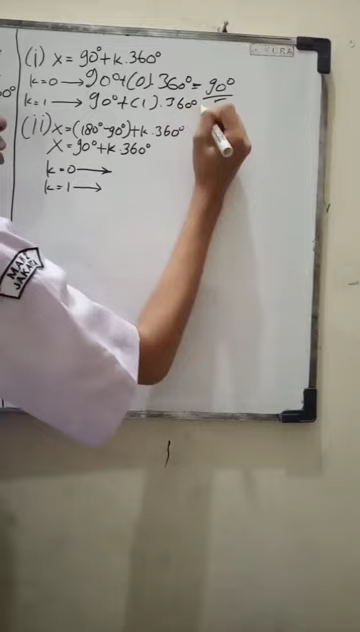 (i) x = 90° + k.360°
k = 0 → 90° + (0).360° = 90°
k = 1 → 90° + (1).360°
(ii) x = (180° - 90°) + k.360°
x = 90° + k.360°
k = 0 →
k = 1 →